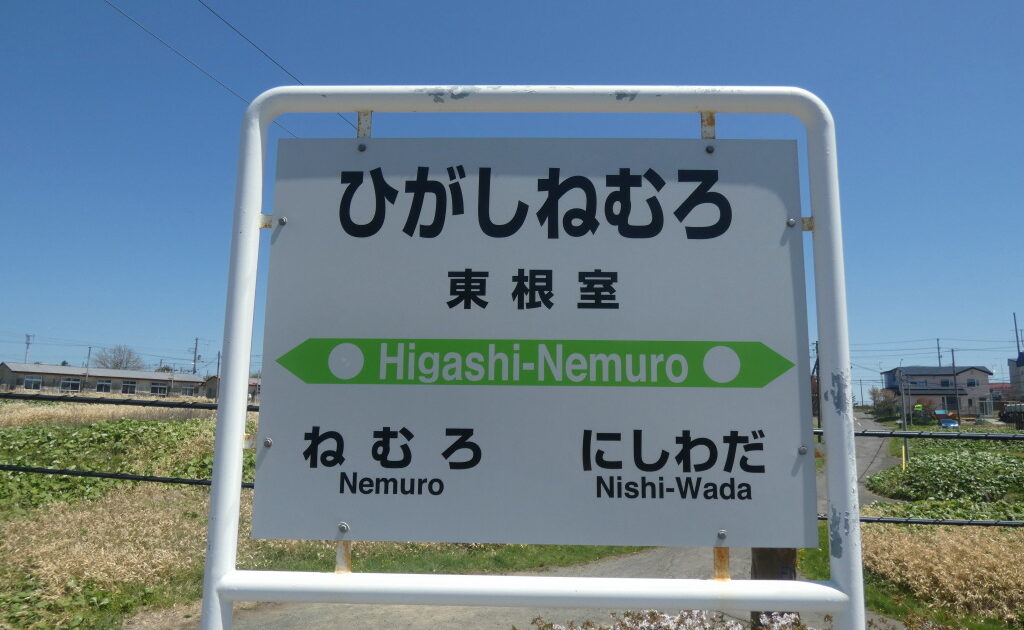 ひがしねむろ
東根室
Higashi-Nemuro
ねむろ にしわだ
Nemuro Nishi-Wada